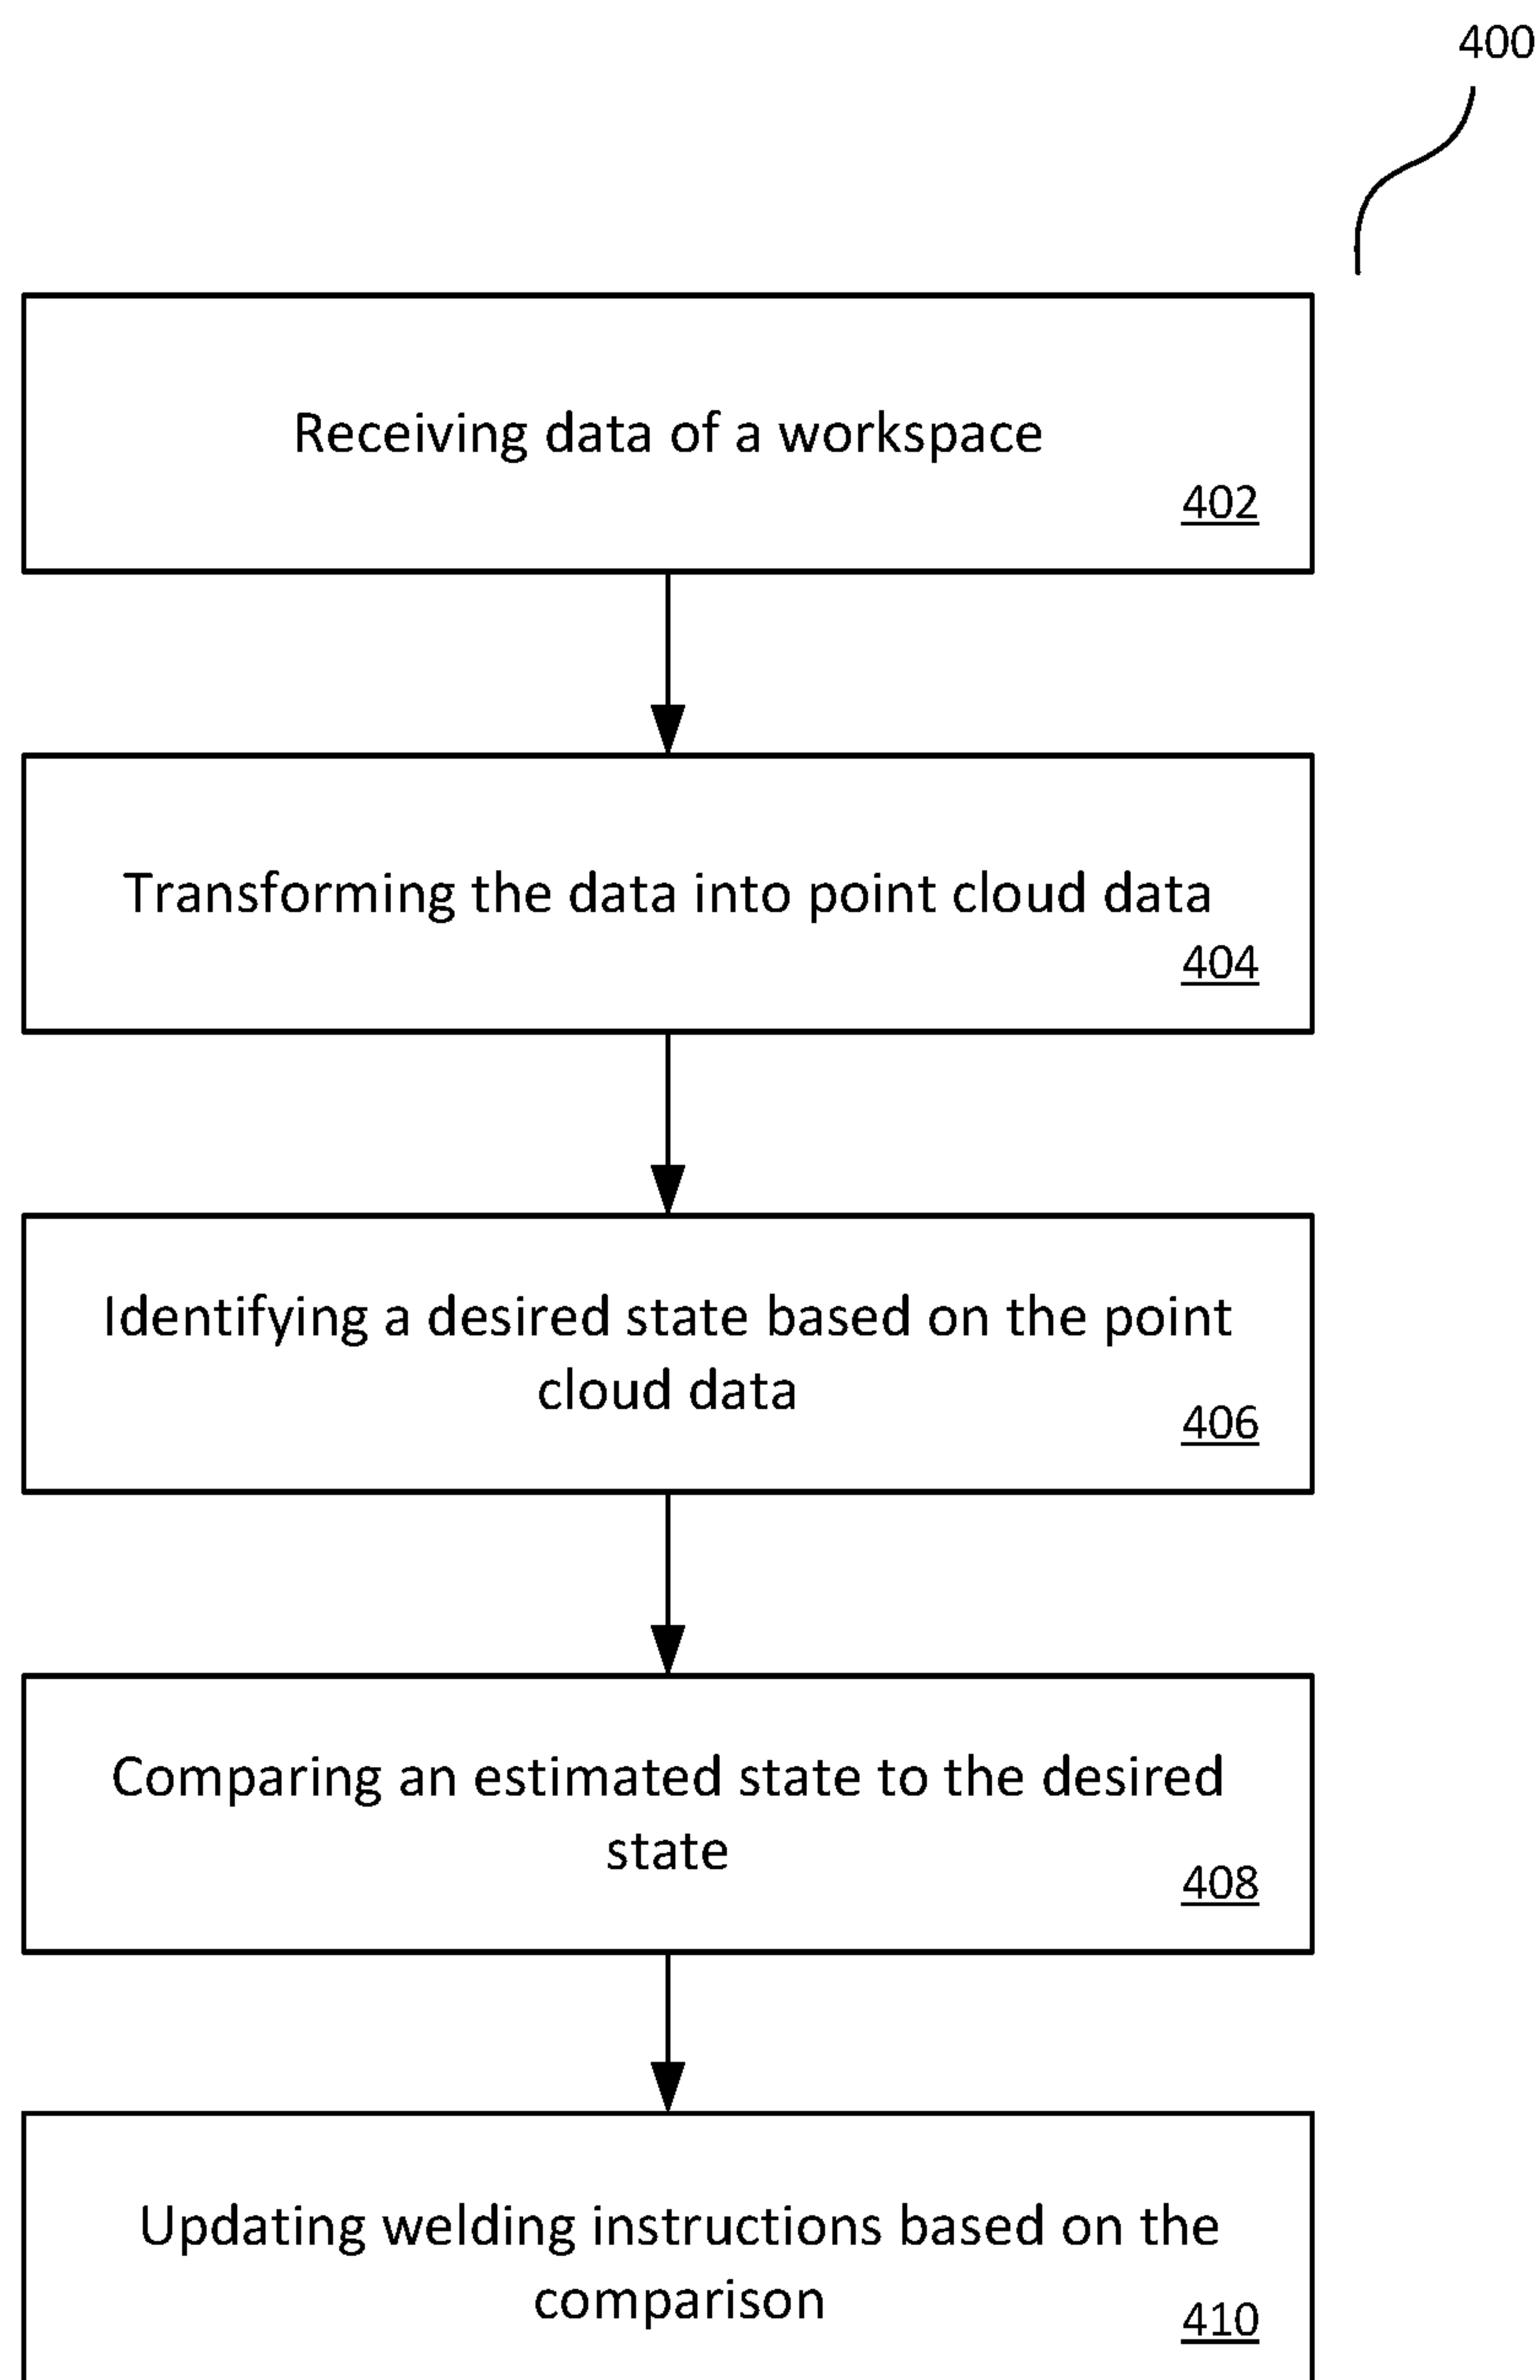 400
Receiving data of a workspace
402
Transforming the data into point cloud data
404
Identifying a desired state based on the point
cloud data
406
Comparing an estimated state to the desired
state
408
Updating welding instructions based on the
comparison
410